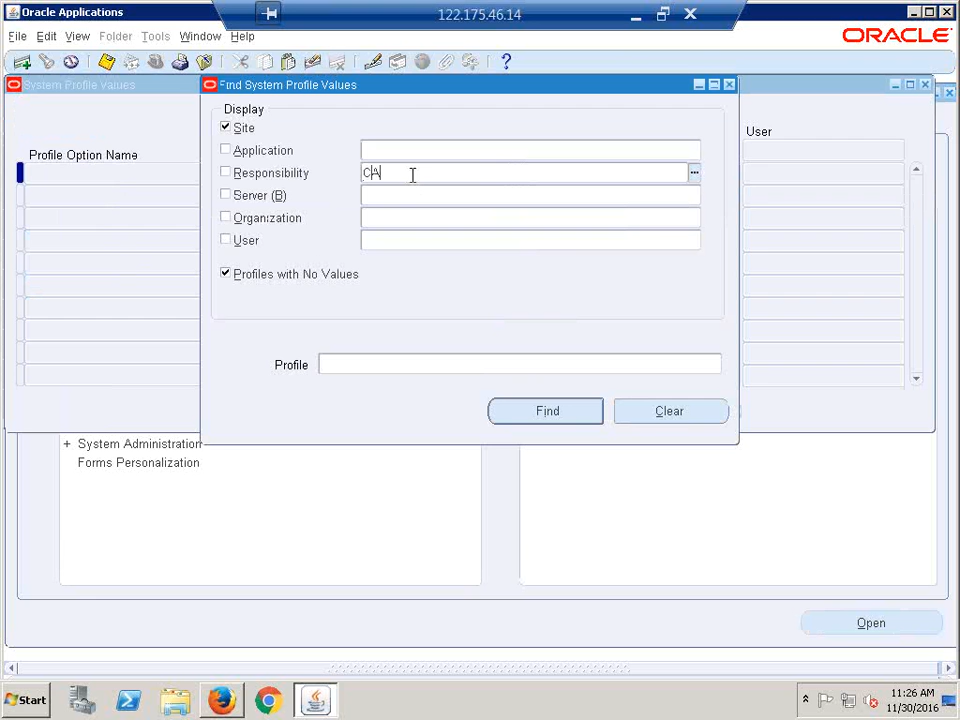 Oracle Applications
122.175.46.14
File Edit View Folder Tools Window Help
ORACLE
System Profile Values
Find System Profile Values
Display
Site
User
Application
Profile Option Name
Responsibility
CA
Server (B)
Organization
User
Profiles with No Values
Profile
Find
Clear
+ System Administration
Forms Personalization
Open
Start
11:26 AM
11/30/2016